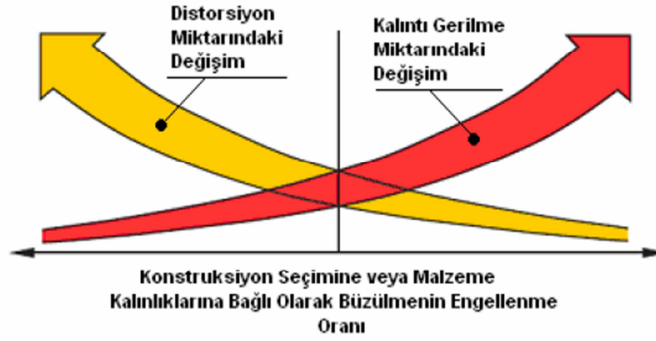 Distorsiyon
Miktarındaki
Değişim
Kalıntı Gerilme
Miktarındaki
Değişim
Konstruksiyon Seçimine veya Malzeme
Kalınlıklarına Bağlı Olarak Büzülmenin Engellenme
Oranı